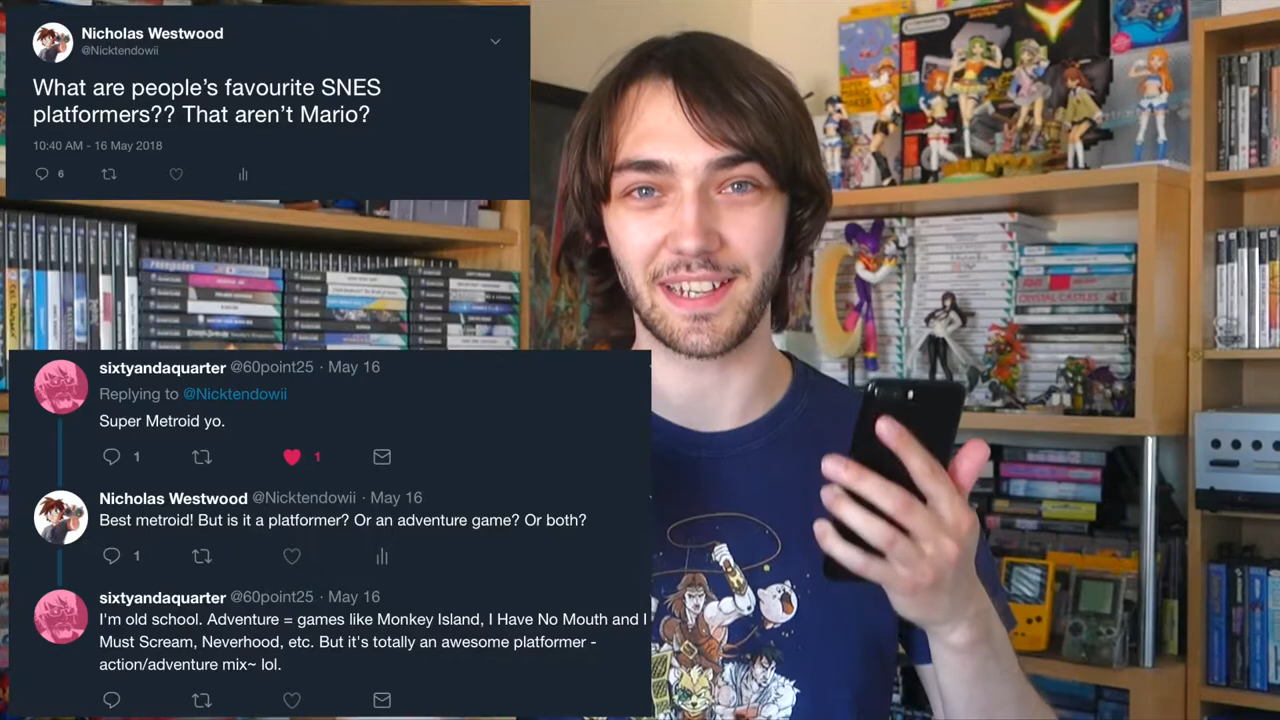 Nicholas Westwood
@Nicktendowii
What are people’s favourite SNES
platformers?? That aren’t Mario?
10:40 AM - 16 May 2018
6
sixtyandaquarter @60point25 · May 16
Replying to @Nicktendowii
Super Metroid yo.
1
1
Nicholas Westwood @Nicktendowii · May 16
Best metroid! But is it a platformer? Or an adventure game? Or both?
1
sixtyandaquarter @60point25 · May 16
I'm old school. Adventure = games like Monkey Island, I Have No Mouth and I
Must Scream, Neverhood, etc. But it's totally an awesome platformer -
action/adventure mix~ lol.
CRYSTAL CASTLES